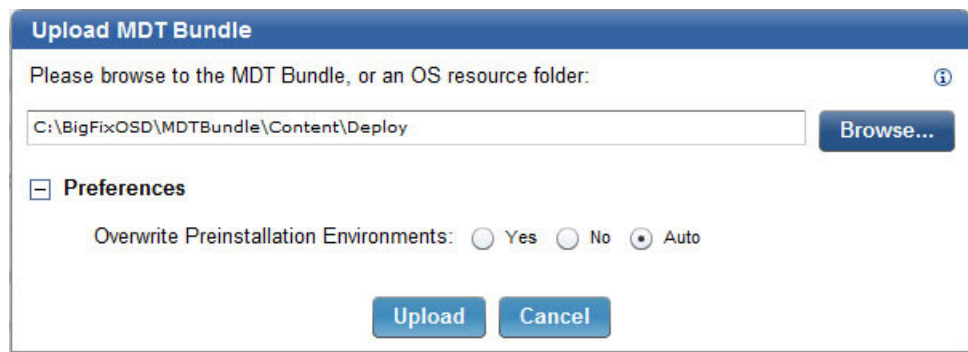 Upload MDT Bundle
Please browse to the MDT Bundle, or an OS resource folder:
C:\BigFixOSD\MDTBundle\Content\Deploy
Browse...
Preferences
Overwrite Preinstallation Environments: Yes No Auto
Upload Cancel